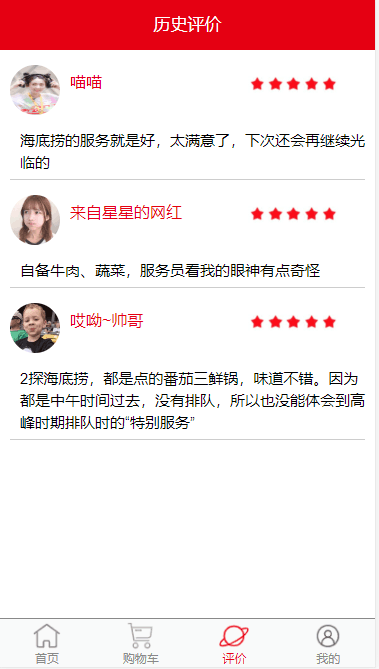 历史评价
喵喵
海底捞的服务就是好，太满意了，下次还会再继续光
临的
来自星星的网红
自备牛肉、蔬菜，服务员看我的眼神有点奇怪
哎呦~帅哥
2探海底捞，都是点的番茄三鲜锅，味道不错。因为
都是中午时间过去，没有排队，所以也没能体会到高
峰时期排队时的“特别服务”
首页
购物车
评价
我的